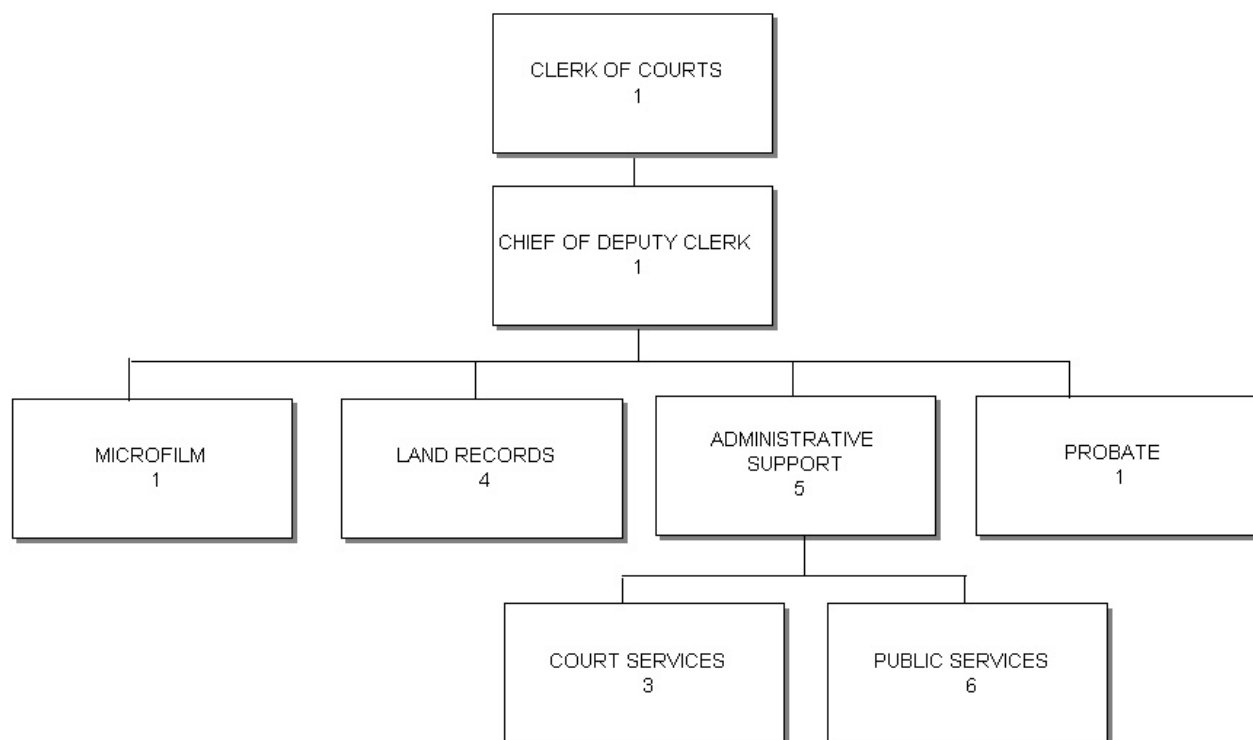 CLERK OF COURTS
1
CHIEF OF DEPUTY CLERK
1
MICROFILM
1
LAND RECORDS
4
ADMINISTRATIVE
SUPPORT
5
PROBATE
1
COURT SERVICES
3
PUBLIC SERVICES
6